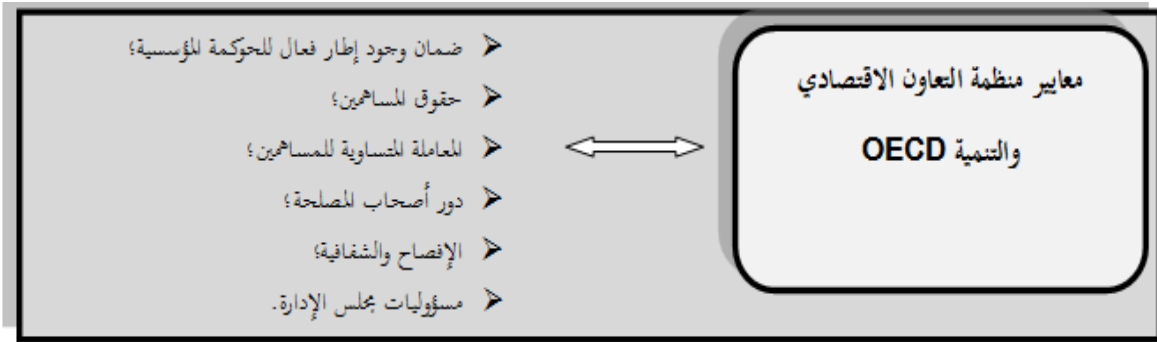 معايير منظمة التعاون الاقتصادي
والتنمية OECD
ضمان وجود إطار فعال للحوكمة المؤسسية؛
حقوق المساهمين؛
المعاملة المتساوية للمساهمين؛
دور أصحاب المصلحة؛
الإفصاح والشفافية؛
مسؤوليات مجلس الإدارة.